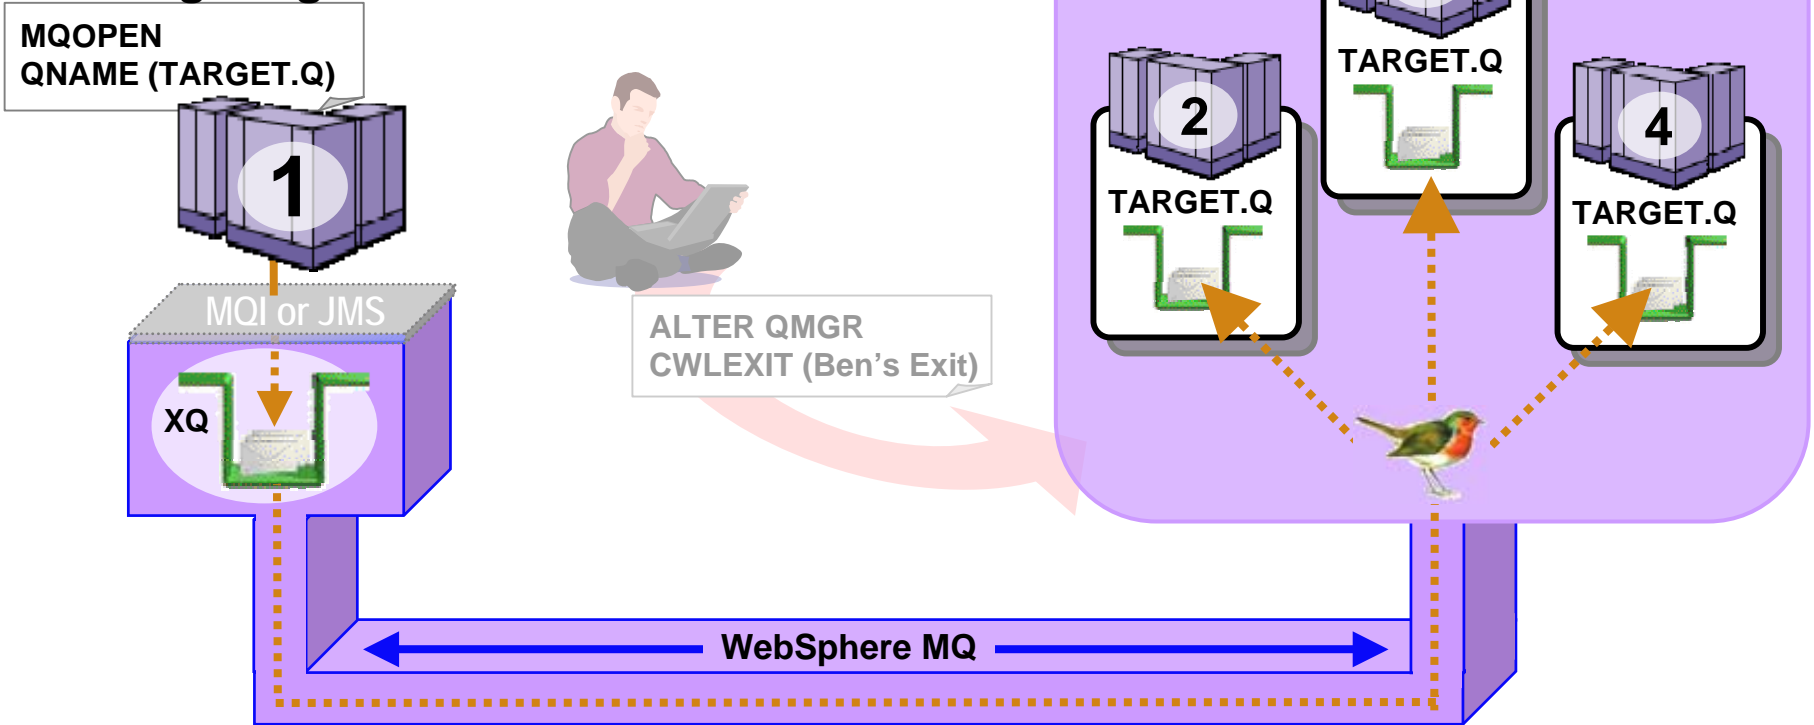 MQOPEN
QNAME (TARGET.Q)
1
MQI or JMS
XQ
ALTER QMGR
CWLEXIT (Ben's Exit)
TARGET.Q
2
TARGET.Q
4
TARGET.Q
WebSphere MQ